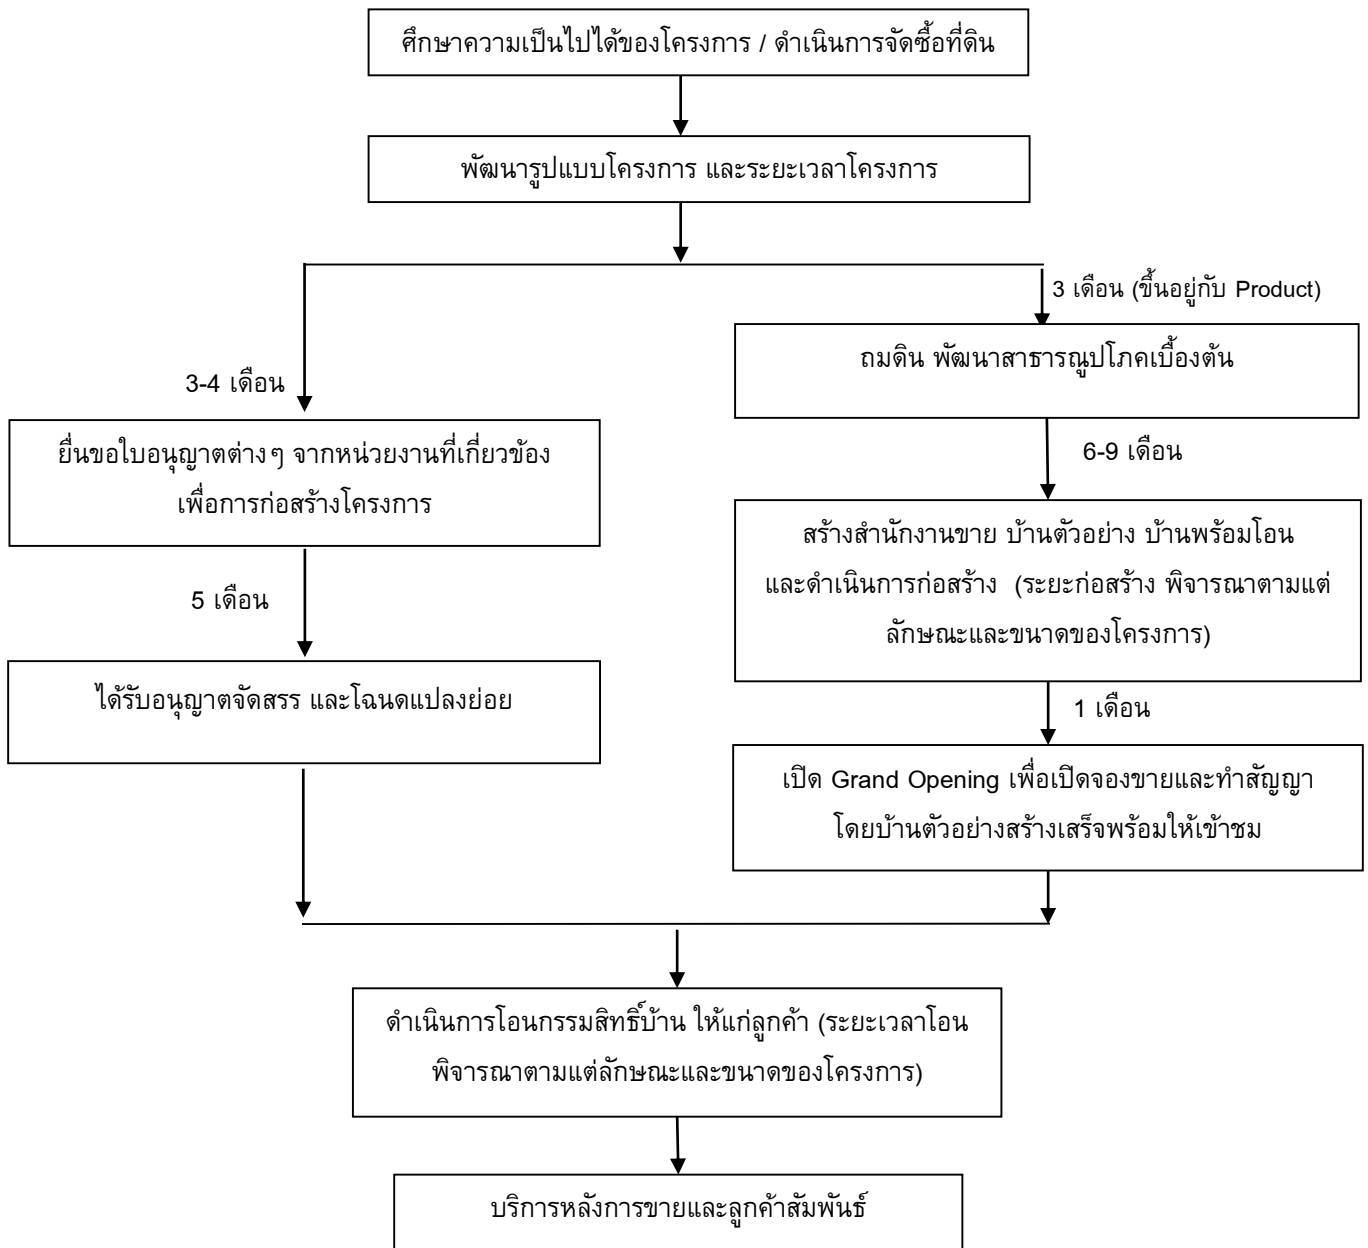 ศึกษาความเป็นไปได้ของโครงการ / ดำเนินการจัดซื้อที่ดิน
พัฒนารูปแบบโครงการ และระยะเวลาโครงการ
3 เดือน (ขึ้นอยู่กับ Product)
ถมดิน พัฒนาสาธารณูปโภคเบื้องต้น
3-4 เดือน
ยื่นขอใบอนุญาตต่างๆ จากหน่วยงานที่เกี่ยวข้อง
เพื่อการก่อสร้างโครงการ
6-9 เดือน
สร้างสำนักงานขาย บ้านตัวอย่าง บ้านพร้อมโอน
และดำเนินการก่อสร้าง (ระยะก่อสร้าง พิจารณาตามแต่
ลักษณะและขนาดของโครงการ)
5 เดือน
ได้รับอนุญาตจัดสรร และโฉนดแปลงย่อย
1 เดือน
เปิด Grand Opening เพื่อเปิดจองขายและทำสัญญา
โดยบ้านตัวอย่างสร้างเสร็จพร้อมให้เข้าชม
ดำเนินการโอนกรรมสิทธิ์บ้าน ให้แก่ลูกค้า (ระยะเวลาโอน
พิจารณาตามแต่ลักษณะและขนาดของโครงการ)
บริการหลังการขายและลูกค้าสัมพันธ์